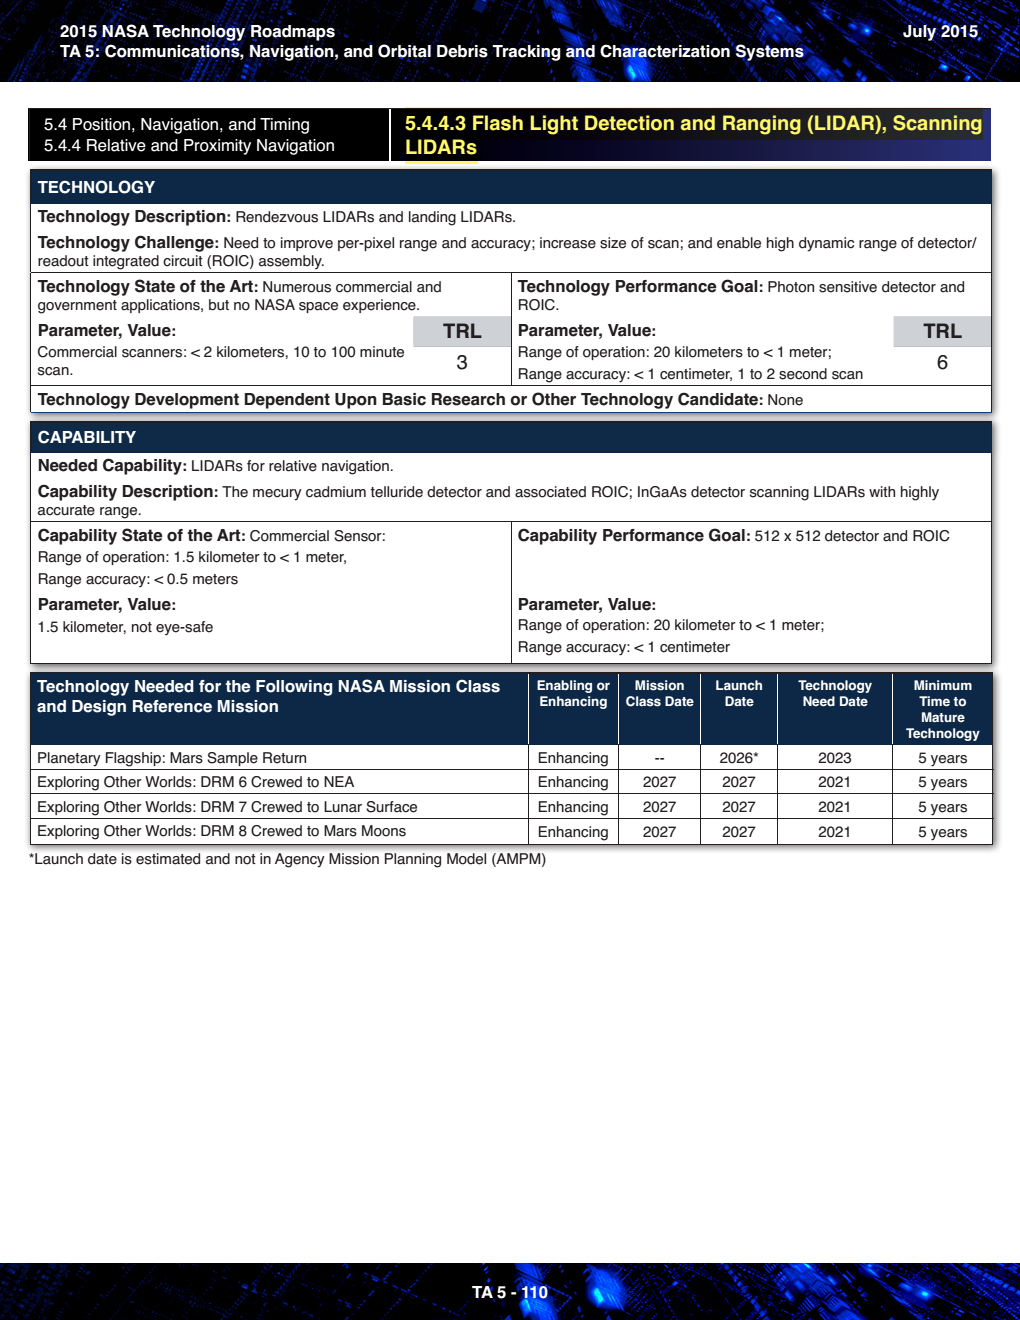 2015 NASA Technology Roadmaps
July 2015
TA 5: Communications, Navigation, and Orbital Debris Tracking and Characterization Systems
5.4 Position, Navigation, and Timing
5.4.4 Relative and Proximity Navigation
5.4.4.3 Flash Light Detection and Ranging (LIDAR), Scanning
LIDARs
TECHNOLOGY
Technology Description: Rendezvous LIDARs and landing LIDARs.
Technology Challenge: Need to improve per-pixel range and accuracy; increase size of scan; and enable high dynamic range of detector/
readout integrated circuit (ROIC) assembly.
Technology State of the Art: Numerous commercial and
government applications, but no NASA space experience.
Parameter, Value:
Commercial scanners: < 2 kilometers, 10 to 100 minute
scan.
TRL
3
Technology Performance Goal: Photon sensitive detector and
ROIC.
Parameter, Value:
Range of operation: 20 kilometers to < 1 meter;
Range accuracy: < 1 centimeter, 1 to 2 second scan
TRL
6
Technology Development Dependent Upon Basic Research or Other Technology Candidate: None
CAPABILITY
Needed Capability: LIDARs for relative navigation.
Capability Description: The mecury cadmium telluride detector and associated ROIC; InGaAs detector scanning LIDARs with highly
accurate range.
Capability State of the Art: Commercial Sensor:
Range of operation: 1.5 kilometer to < 1 meter,
Range accuracy: < 0.5 meters
Parameter, Value:
1.5 kilometer, not eye-safe
Capability Performance Goal: 512 x 512 detector and ROIC
Parameter, Value:
Range of operation: 20 kilometer to < 1 meter;
Range accuracy: < 1 centimeter
Technology Needed for the Following NASA Mission Class
and Design Reference Mission
Enabling or
Enhancing
Mission
Class Date
Launch
Date
Technology
Need Date
Minimum
Time to
Mature
Technology
Planetary Flagship: Mars Sample Return Enhancing -- 2026* 2023 5 years
Exploring Other Worlds: DRM 6 Crewed to NEA Enhancing 2027 2027 2021 5 years
Exploring Other Worlds: DRM 7 Crewed to Lunar Surface Enhancing 2027 2027 2021 5 years
Exploring Other Worlds: DRM 8 Crewed to Mars Moons Enhancing 2027 2027 2021 5 years
*Launch date is estimated and not in Agency Mission Planning Model (AMPM)
TA 5 - 110